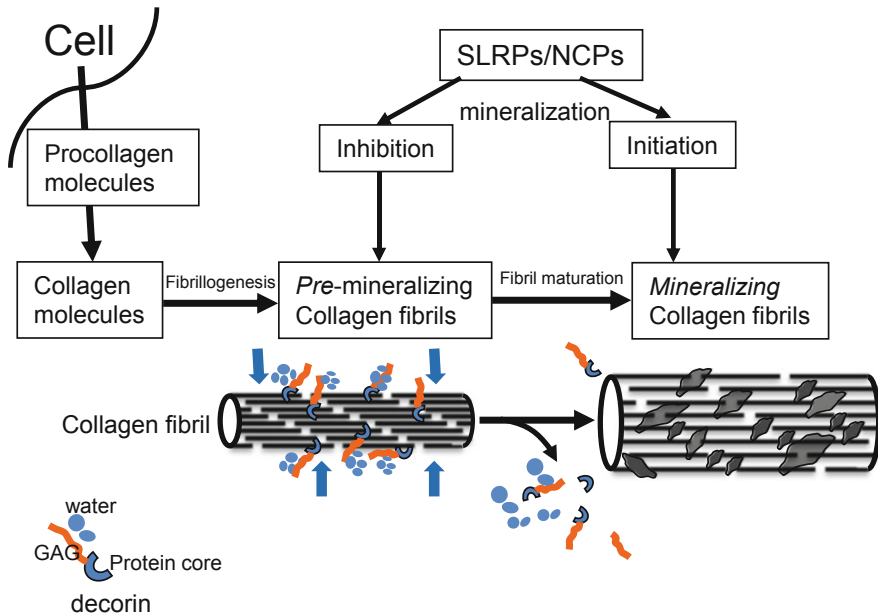 Cell
SLRPs/NCPs
mineralization
Procollagen
molecules
Inhibition
Initiation
Collagen
molecules
Fibrillogenesis
Pre-mineralizing
Collagen fibrils
Fibril maturation
Mineralizing
Collagen fibrils
Collagen fibril
water
GAG
Protein core
decorin